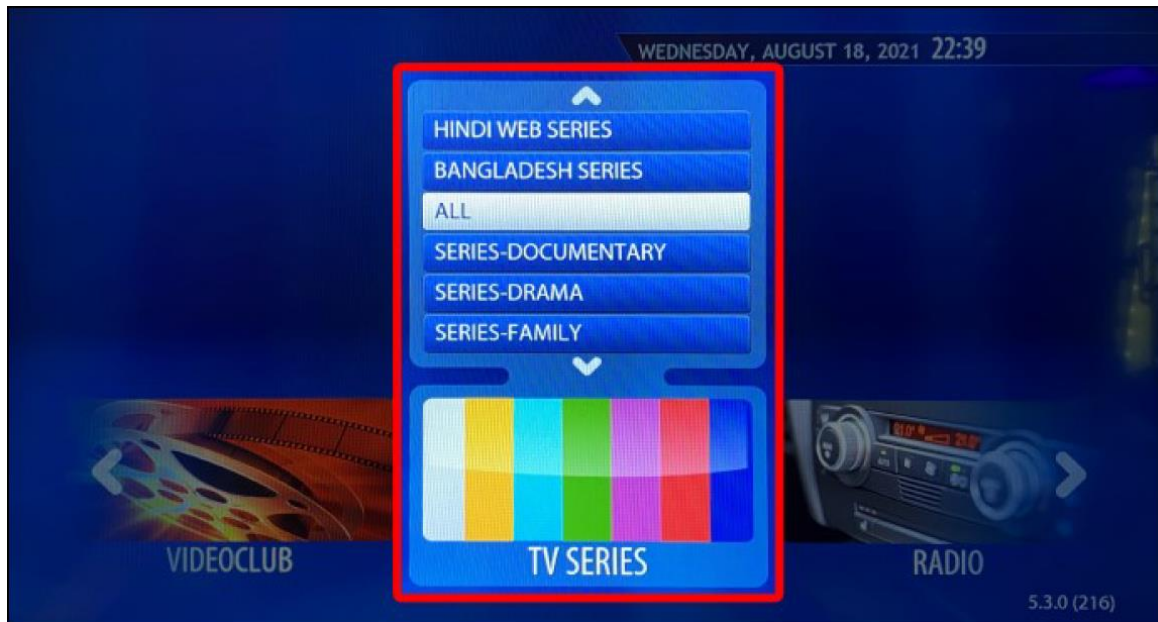 WEDNESDAY, AUGUST 18, 2021 22:39
HINDI WEB SERIES
BANGLADESH SERIES
ALL
SERIES-DOCUMENTARY
SERIES-DRAMA
SERIES-FAMILY
VIDEOCLUB
TV SERIES
RADIO
5.3.0 (216)